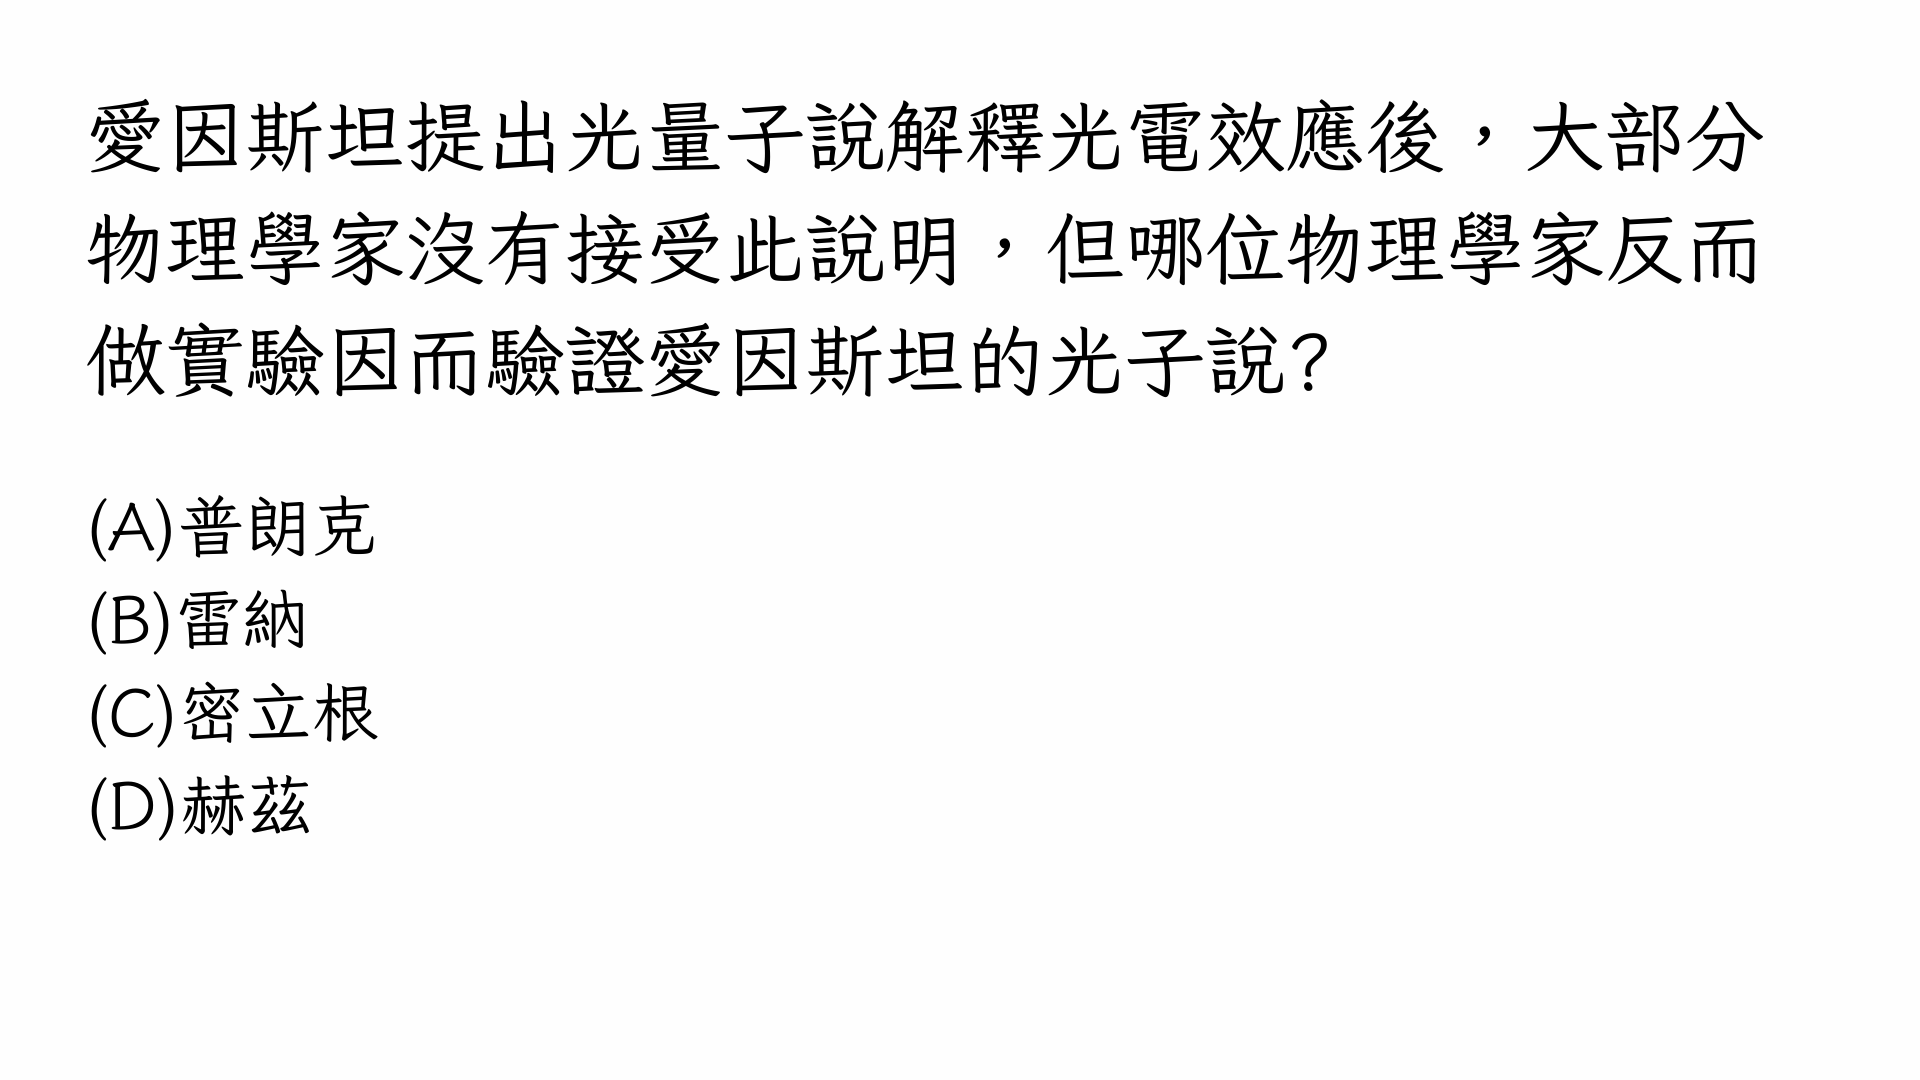 愛因斯坦提出光量子說解釋光電效應後，大部分
物理學家沒有接受此說明，但哪位物理學家反而
做實驗因而驗證愛因斯坦的光子說?
(A)普朗克
(B)雷納
(C)密立根
(D)赫茲